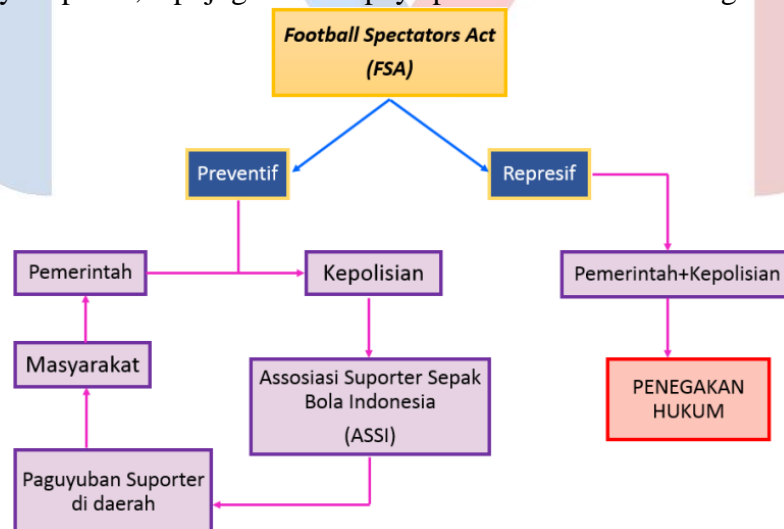 Football Spectators Act
(FSA)
Preventif
Represif
Pemerintah
Kepolisian
Pemerintah+Kepolisian
Masyarakat
Assosiasi Suporter Sepak
Bola Indonesia
(ASSI)
PENEGAKAN
HUKUM
Paguyuban Suporter
di daerah